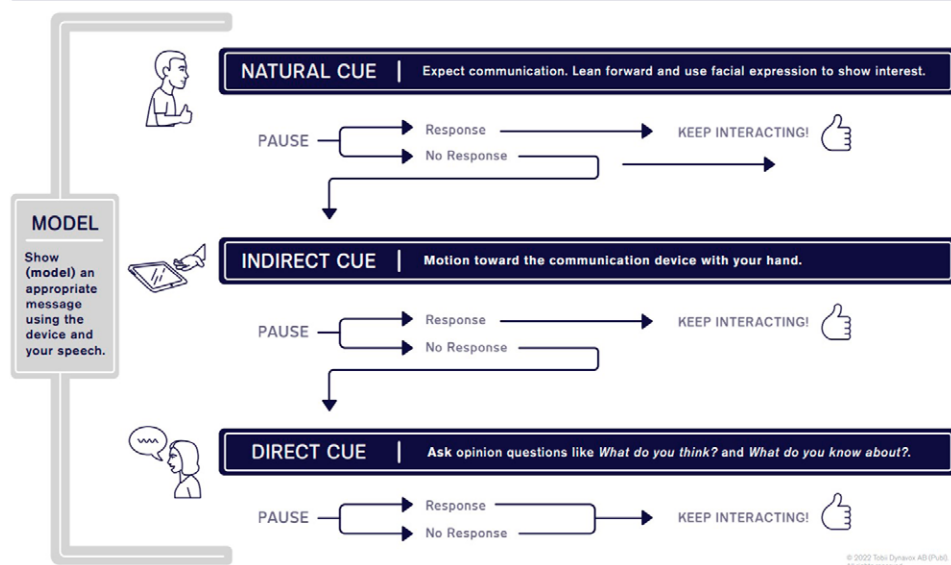 NATURAL CUE | Expect communication. Lean forward and use facial expression to show interest.
PAUSE
Response
KEEP INTERACTING!
No Response
MODEL
Show
(model) an
appropriate
message
using the
device and
your speech.
INDIRECT CUE | Motion toward the communication device with your hand.
PAUSE
Response
KEEP INTERACTING!
No Response
DIRECT CUE | Ask opinion questions like What do you think? and What do you know about?.
PAUSE
Response
KEEP INTERACTING!
No Response
© 2022 Tobii Dynavox AB (Publ).